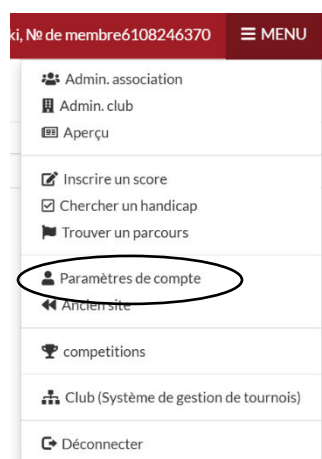 ki, № de membre6108246370 MENU
Admin. association
Admin. club
Aperçu
Inscrire un score
Chercher un handicap
Trouver un parcours
Paramètres de compte
Ancien site
competitions
Club (Système de gestion de tournois)
Déconnecter